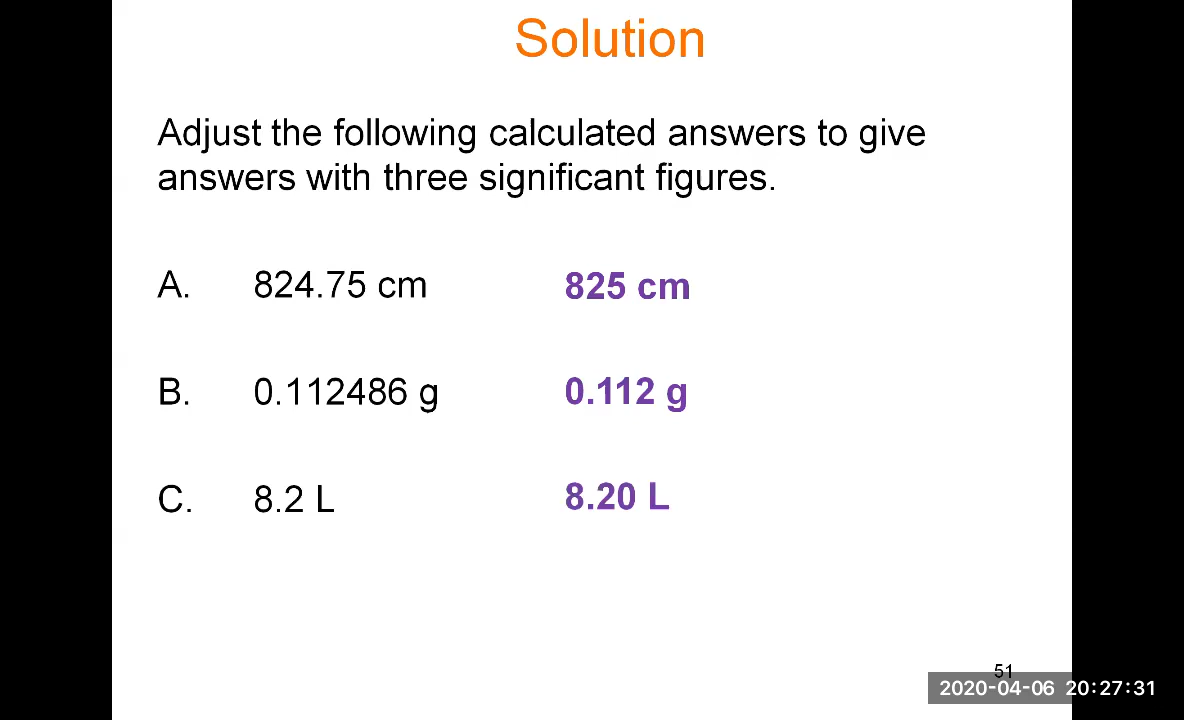 Solution
Adjust the following calculated answers to give
answers with three significant figures.
A. 824.75 cm 825 cm
B. 0.112486 g 0.112 g
C. 8.2 L 8.20 L
51
2020-04-06 20:27:31